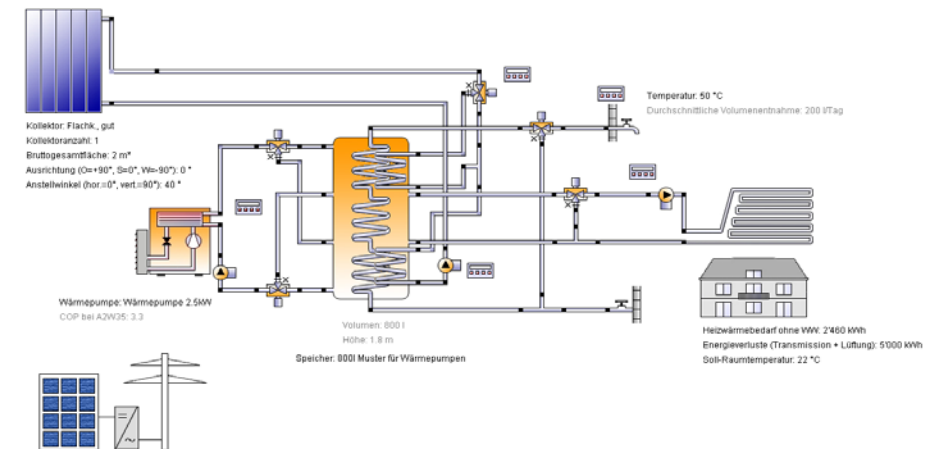 Temperatur: 50 °C
Durchschnittliche Volumenentnahme: 200 l/Tag
Kollektor: Flachk., gut
Kollektoranzahl: 1
Bruttogesamtfläche: 2 m²
Ausrichtung (O=+90°, S=0°, W=-90°): 0 °
Anstellwinkel (hor.=0°, vert.=90°): 40 °
Wärmepumpe: Wärmepumpe 2.5kW
COP bei A2W35: 3.3
Volumen: 800 l
Höhe: 1.8 m
Speicher: 800l Muster für Wärmepumpen
Heizwärmebedarf ohne WW: 2'460 kWh
Energieverluste (Transmission + Lüftung): 5'000 kWh
Soll-Raumtemperatur: 22 °C